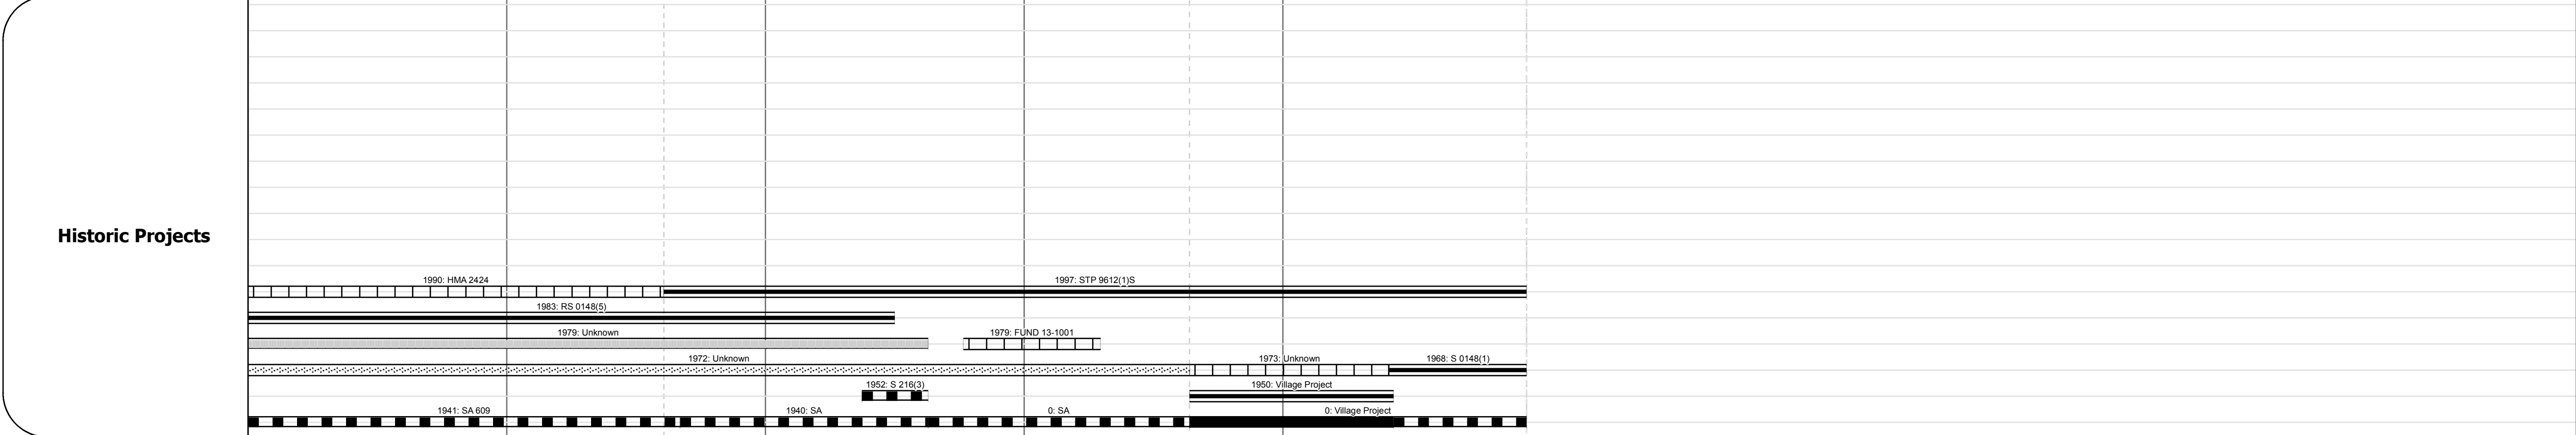 1990: HMA 2424 1997: STP 9612(1)S
1983: RS 0148(5)
1979: Unknown 1979: FUND 13-1001
1972: Unknown 1973: Unknown 1968: S 0148(1)
1952: S 216(3) 1950: Village Project
1941: SA 609 1940: SA 0: SA 0: Village Project
Historic Projects